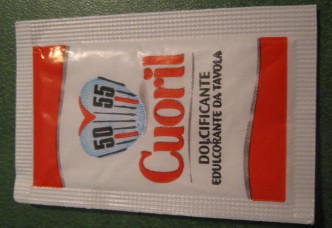 50 55
Cuoril
DOLCIFICANTE
EDULCORANTE DA TAVOLA